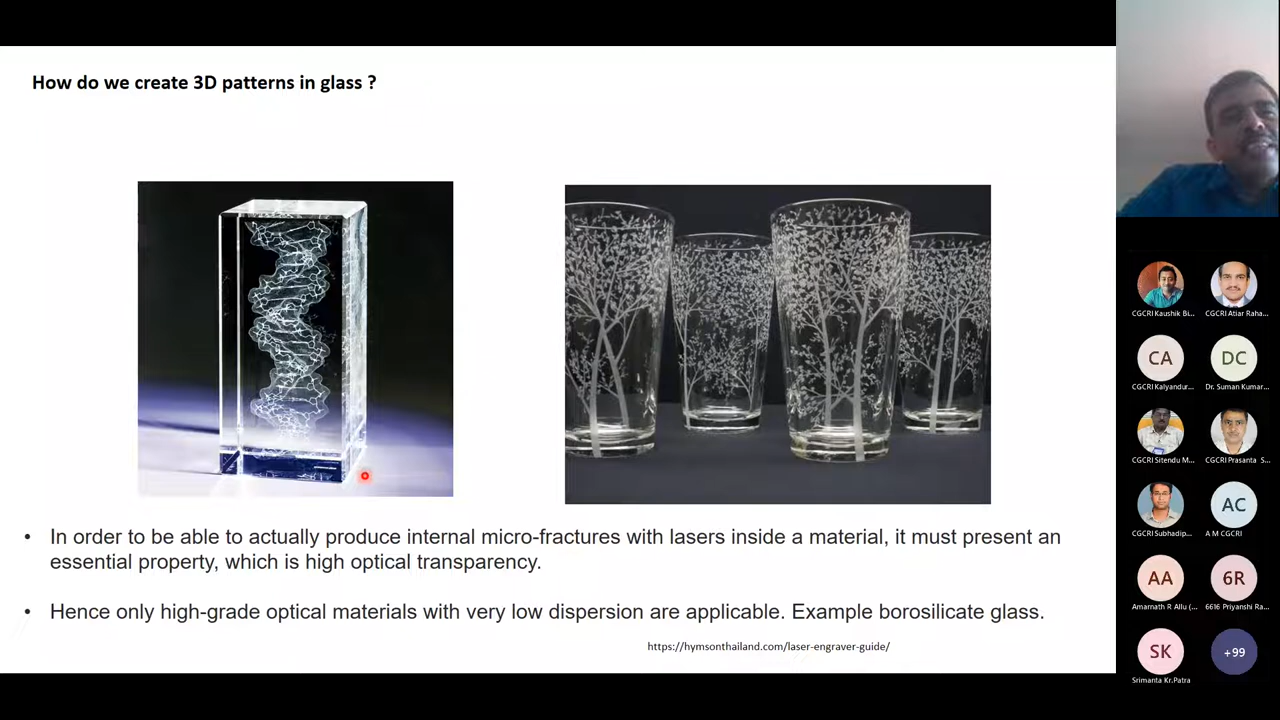 How do we create 3D patterns in glass ?
• In order to be able to actually produce internal micro-fractures with lasers inside a material, it must present an
essential property, which is high optical transparency.
• Hence only high-grade optical materials with very low dispersion are applicable. Example borosilicate glass.
https://hymsonthailand.com/laser-engraver-guide/
CGCRI Kaushik Bi...
CGCRI Atiar Raha...
CA
DC
CGCRI Kalyandur...
Dr. Suman Kumar...
CGCRI Sitendu M...
CGCRI Prasanta S...
AC
CGCRI Subhadip...
A M CGCRI
AA
6R
Amarnath R Allu (...
6616 Priyanshi Ra...
SK
+99
Srimanta Kr.Patra